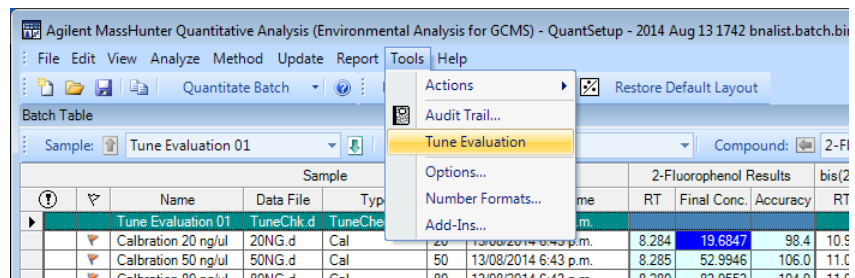 Agilent MassHunter Quantitative Analysis (Environmental Analysis for GCMS) - QuantSetup - 2014 Aug 13 1742 bnalist.batch.bin
File Edit View Analyze Method Update Report Tools Help
Quantitate Batch Actions Restore Default Layout
Batch Table Audit Trail...
Sample: Tune Evaluation 01 Tune Evaluation Compound: 2-Fl
Sample Options... 2-Fluorophenol Results bis(2
Name Data File Typ Number Formats... me RT Final Conc. Accuracy RT
Tune Evaluation 01 TuneChk.d TuneChec Add-Ins... m.
Calbration 20 ng/ul 20NG.d Cal 20 13/08/2014 6:43 p.m. 8.284 19.6847 98.4 10.9
Calbration 50 ng/ul 50NG.d Cal 50 13/08/2014 6:43 p.m. 8.285 52.9946 106.0 11.0